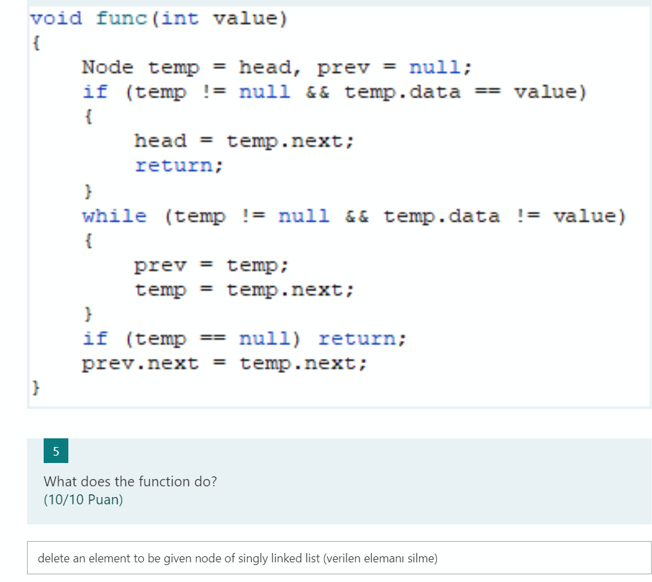 void func(int value)
{
Node temp = head, prev = null;
if (temp != null && temp.data == value)
{
head = temp.next;
return;
}
while (temp != null && temp.data != value)
{
prev = temp;
temp = temp.next;
}
if (temp == null) return;
prev.next = temp.next;
}
5
What does the function do?
(10/10 Puan)
delete an element to be given node of singly linked list (verilen elemanı silme)